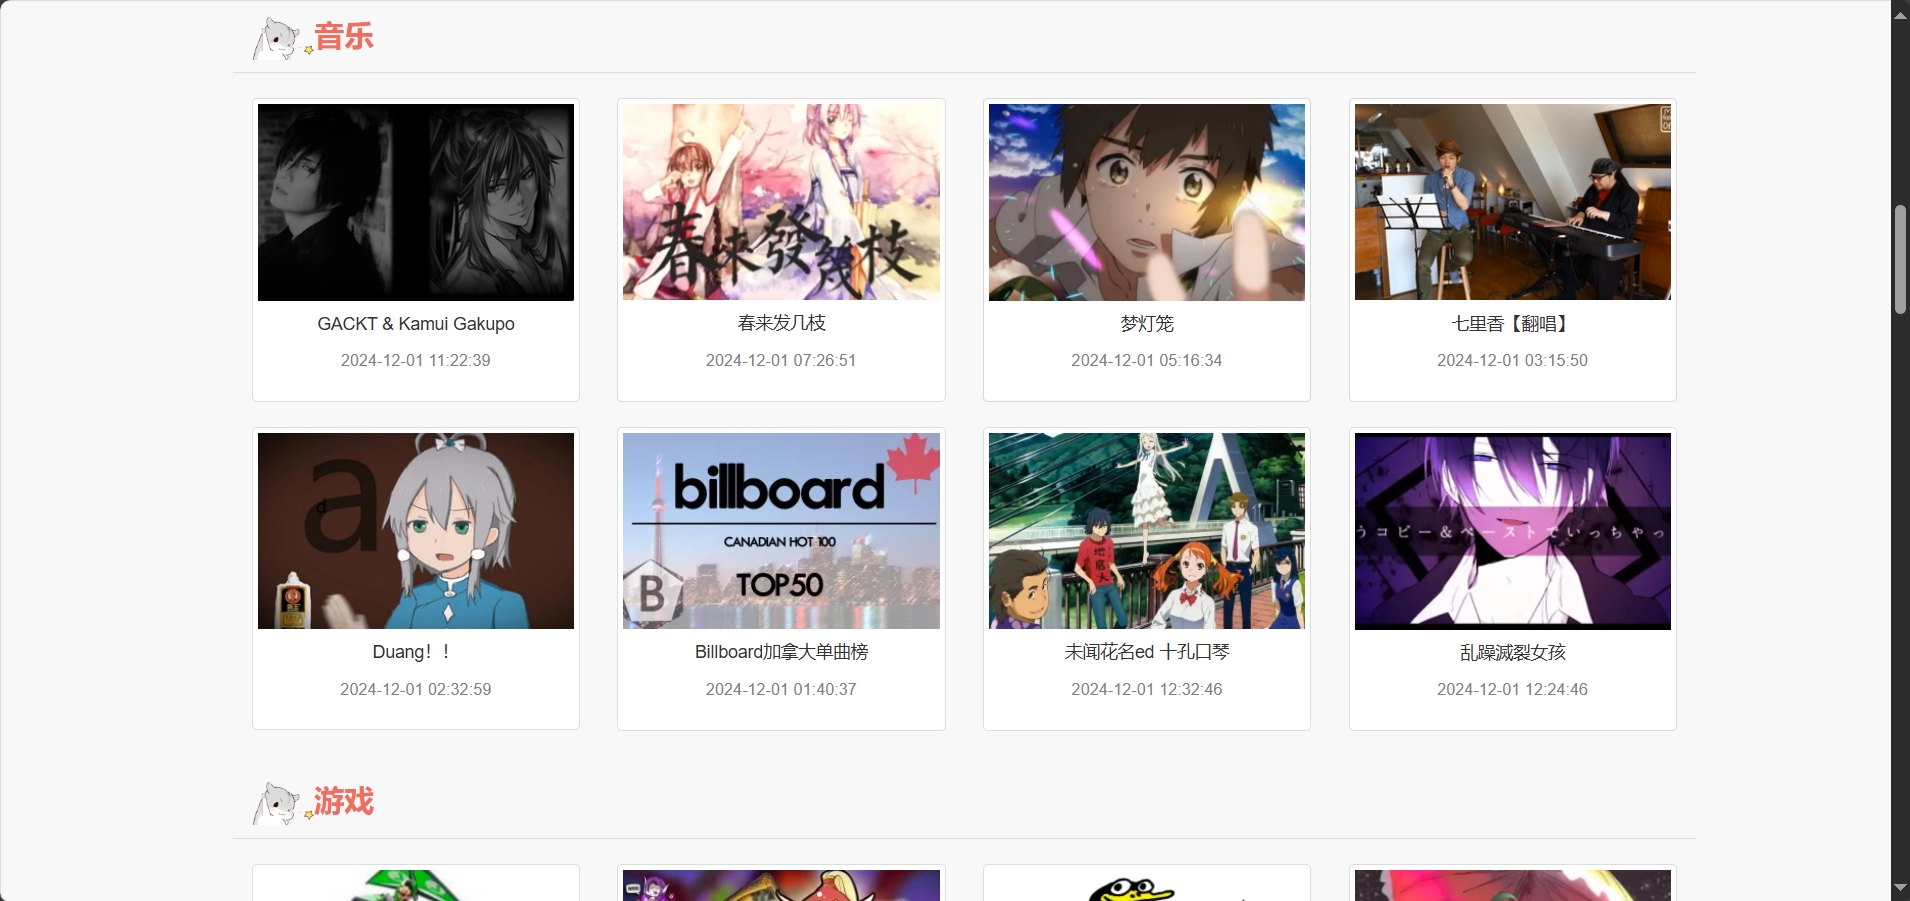 音乐
春来發幾枝
GACKT & Kamui Gakupo
春来发几枝
梦灯笼
七里香【翻唱】
2024-12-01 11:22:39
2024-12-01 07:26:51
2024-12-01 05:16:34
2024-12-01 03:15:50
a
d
billboard
CANADIAN HOT 100
TOP50
B
地底人
うコピー&ペーストでいっちゃっ
Duang！！
Billboard加拿大单曲榜
未闻花名ed 十孔口琴
乱躁滅裂女孩
2024-12-01 02:32:59
2024-12-01 01:40:37
2024-12-01 12:32:46
2024-12-01 12:24:46
游戏